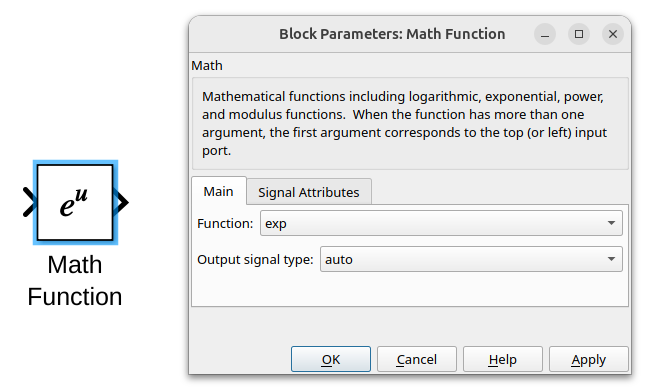 Block Parameters: Math Function
Math
Mathematical functions including logarithmic, exponential, power,
and modulus functions.  When the function has more than one
argument, the first argument corresponds to the top (or left) input
port.
Main Signal Attributes
Function: exp
Output signal type: auto
OK Cancel Help Apply
e^u
Math
Function